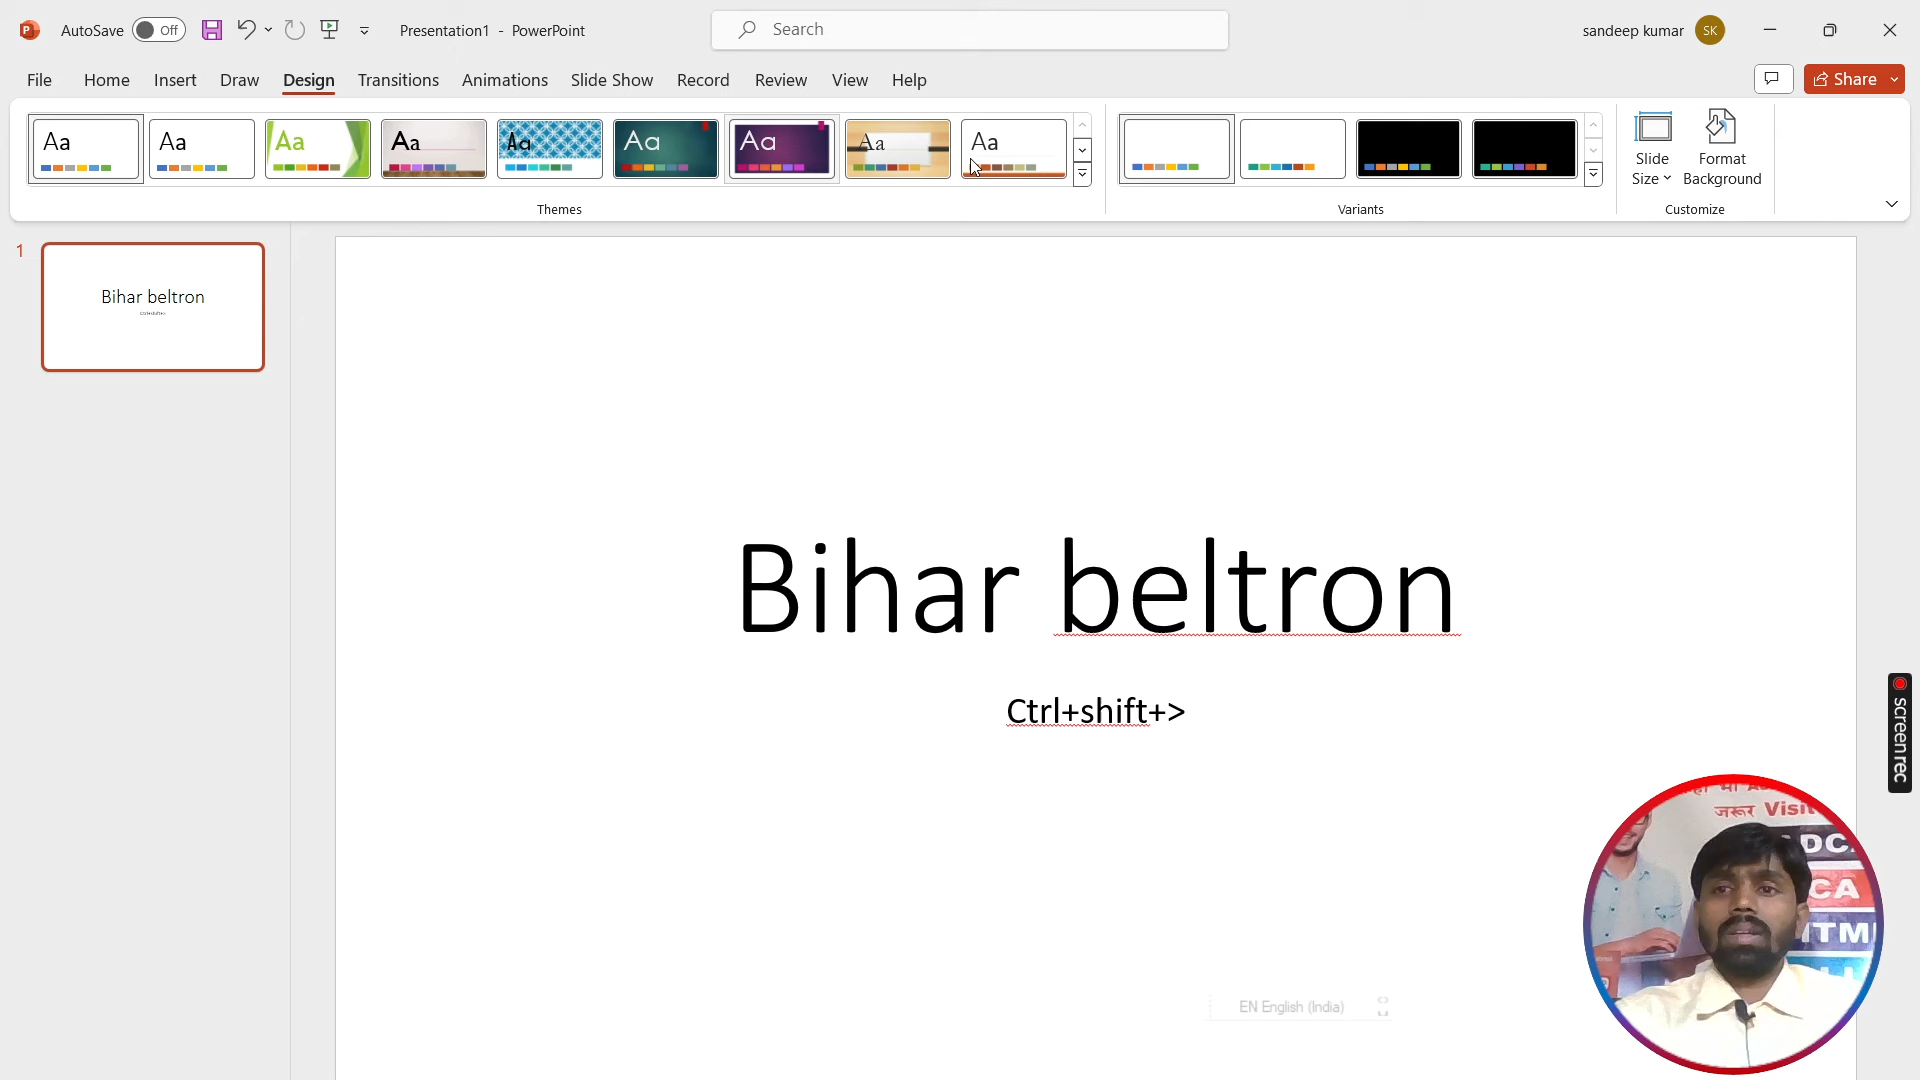 AutoSave Off Presentation1 - PowerPoint Search sandeep kumar SK
File Home Insert Draw Design Transitions Animations Slide Show Record Review View Help Share
Aa Aa Aa Aa Aa Aa Aa Aa Aa
Slide Size
Format Background
Themes Variants Customize
1
Bihar beltron
Ctrl+shift+>
Bihar beltron
Ctrl+shift+>
screenrec
जरूर Visit
EN English (India)